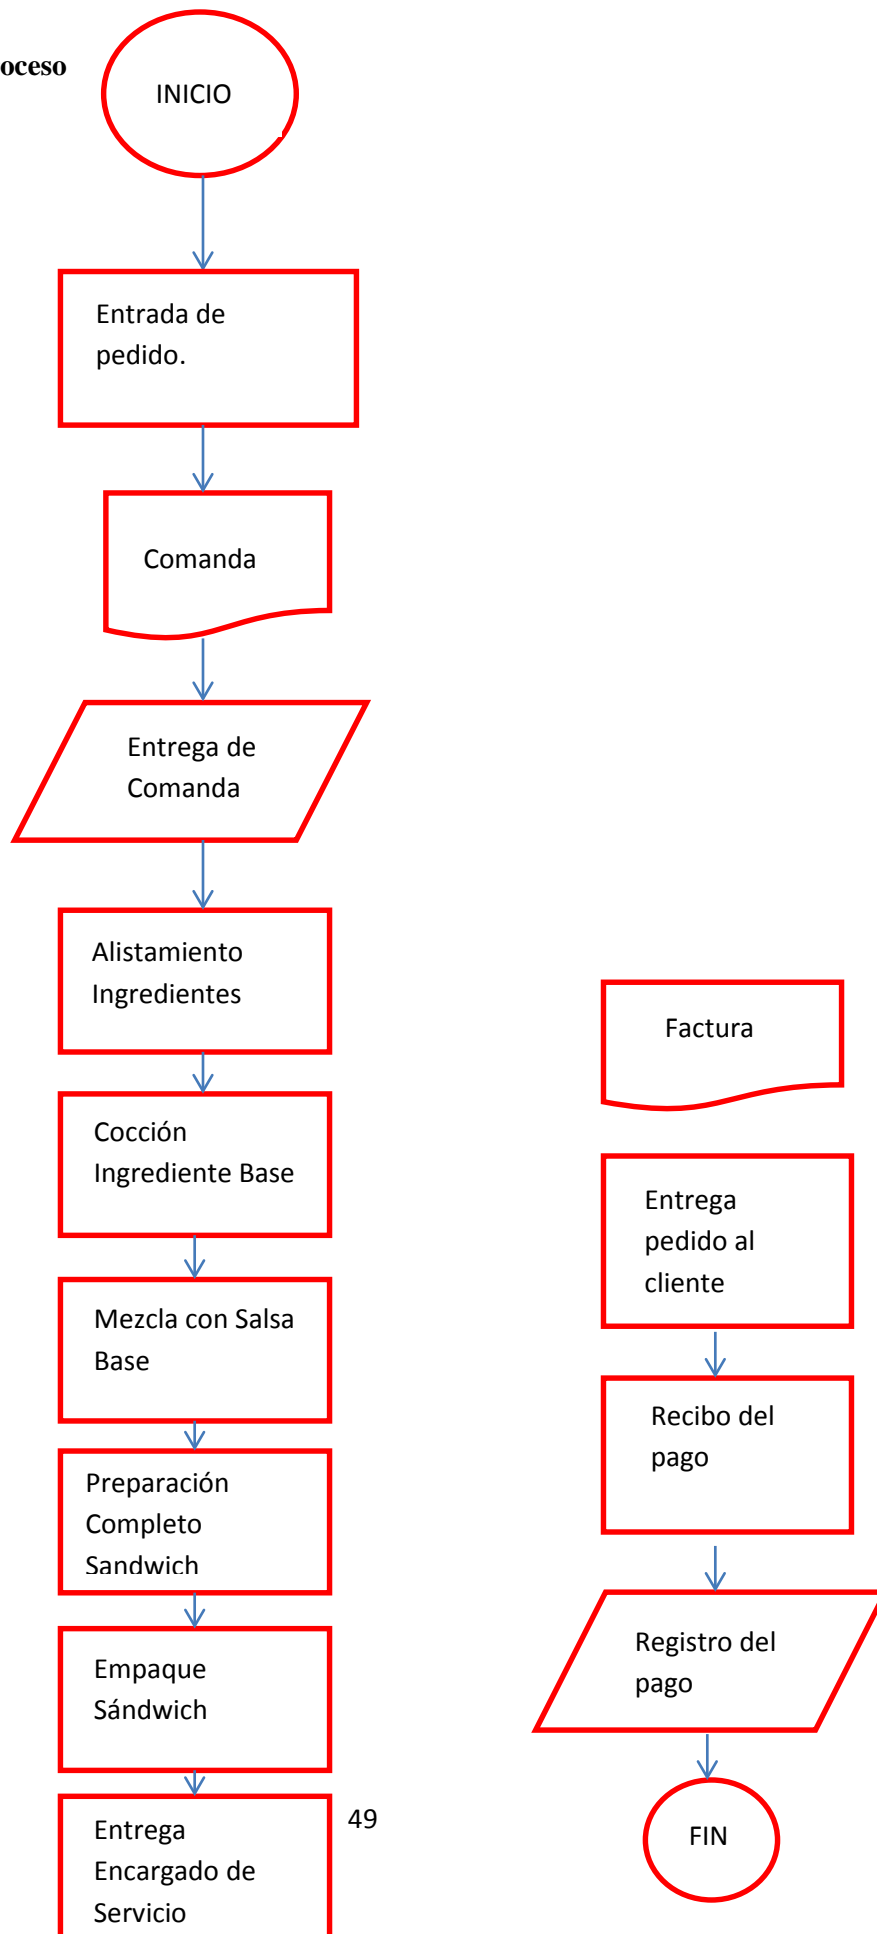 oceso
INICIO
Entrada de
pedido.
Comanda
Entrega de
Comanda
Alistamiento
Ingredientes
Cocción
Ingrediente Base
Mezcla con Salsa
Base
Preparación
Completo
Sandwich
Empaque
Sándwich
Entrega
Encargado de
Servicio
49
Factura
Entrega
pedido al
cliente
Recibo del
pago
Registro del
pago
FIN